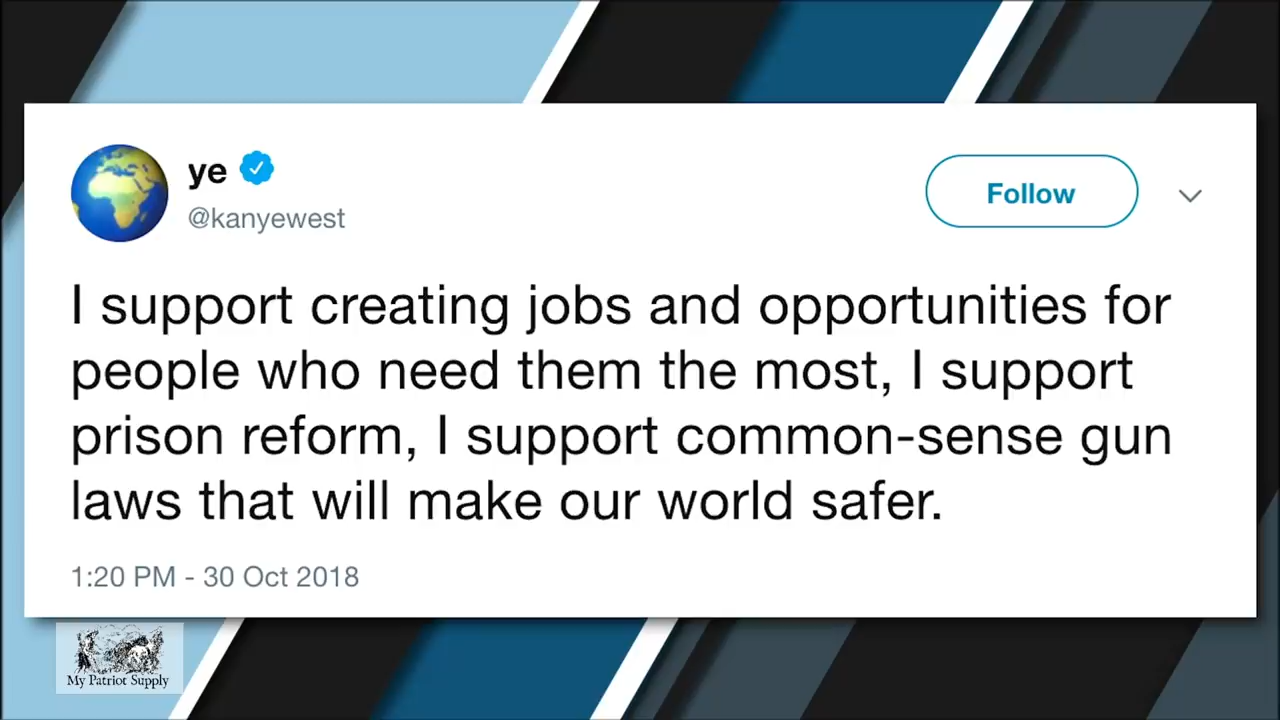 ye
@kanyewest
Follow
I support creating jobs and opportunities for
people who need them the most, I support
prison reform, I support common-sense gun
laws that will make our world safer.
1:20 PM - 30 Oct 2018
My Patriot Supply